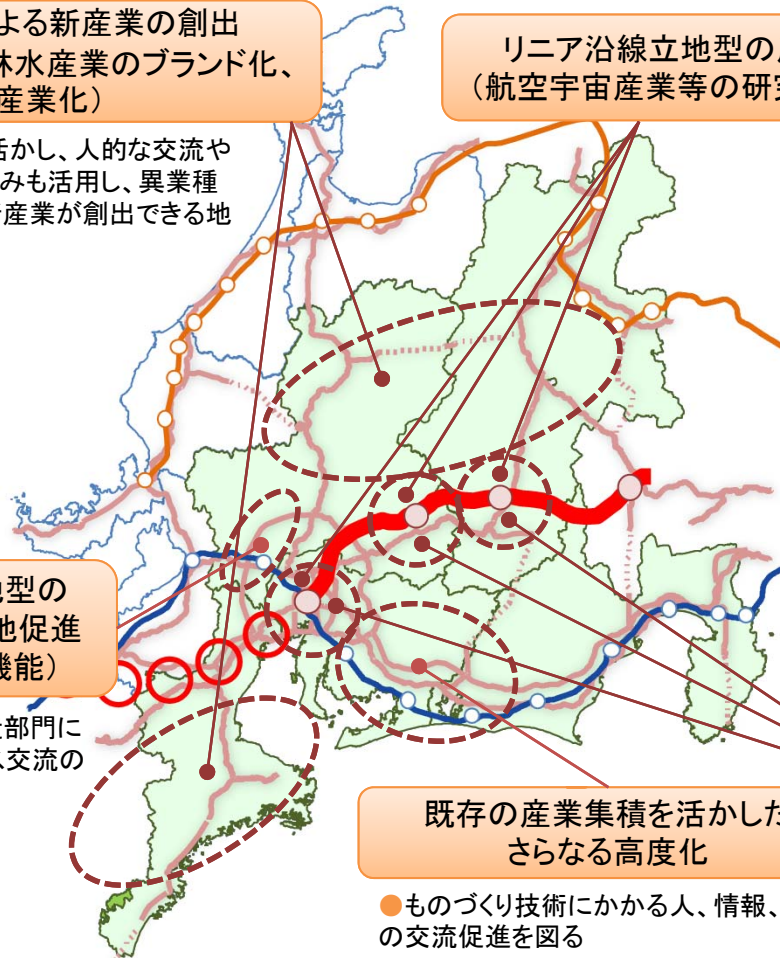 よる新産業の創出
林水産業のブランド化、
産業化）
活かし、人的な交流や
みも活用し、異業種
新産業が創出できる地
リニア沿線立地型の
（航空宇宙産業等の研究
地型の
地促進
機能）
部門に
交流の
既存の産業集積を活かした
さらなる高度化
●ものづくり技術にかかる人、情報、
の交流促進を図る